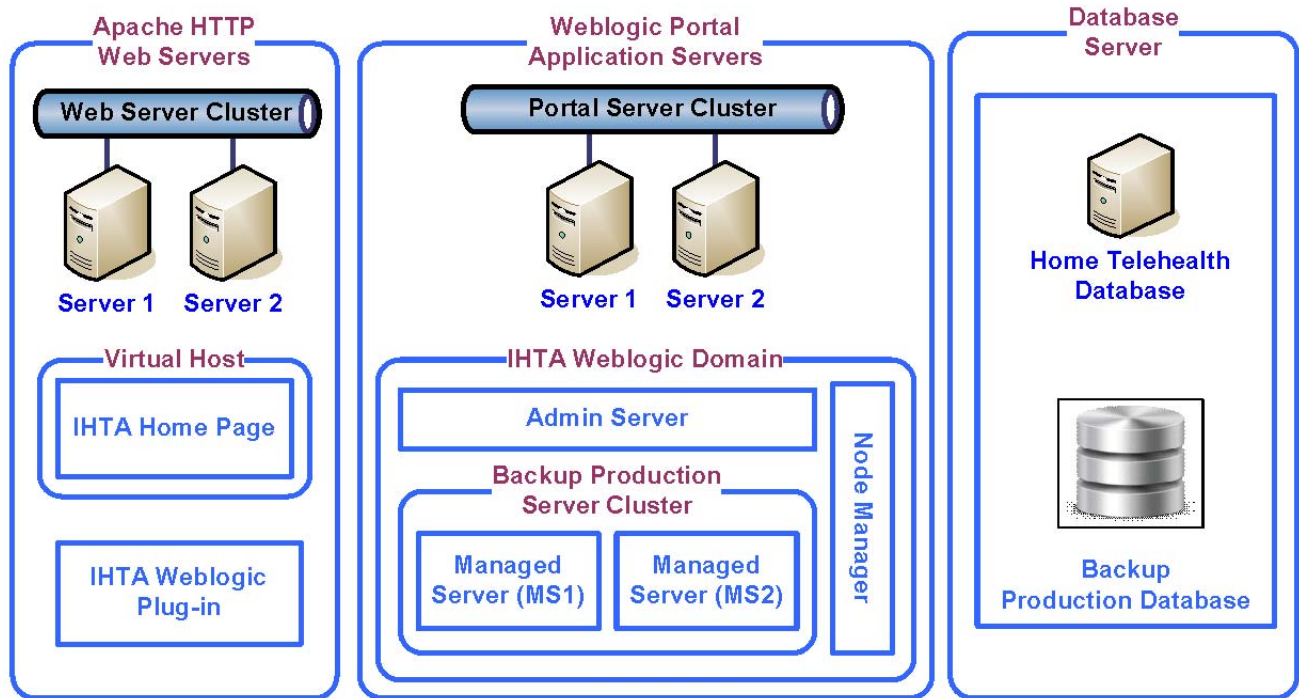 Apache HTTP
Web Servers
Web Server Cluster
Server 1
Server 2
Virtual Host
IHTA Home Page
IHTA Weblogic
Plug-in
Weblogic Portal
Application Servers
Portal Server Cluster
Server 1
Server 2
IHTA Weblogic Domain
Admin Server
Backup Production
Server Cluster
Managed
Server (MS1)
Managed
Server (MS2)
Node Manager
Database
Server
Home Telehealth
Database
Backup
Production Database